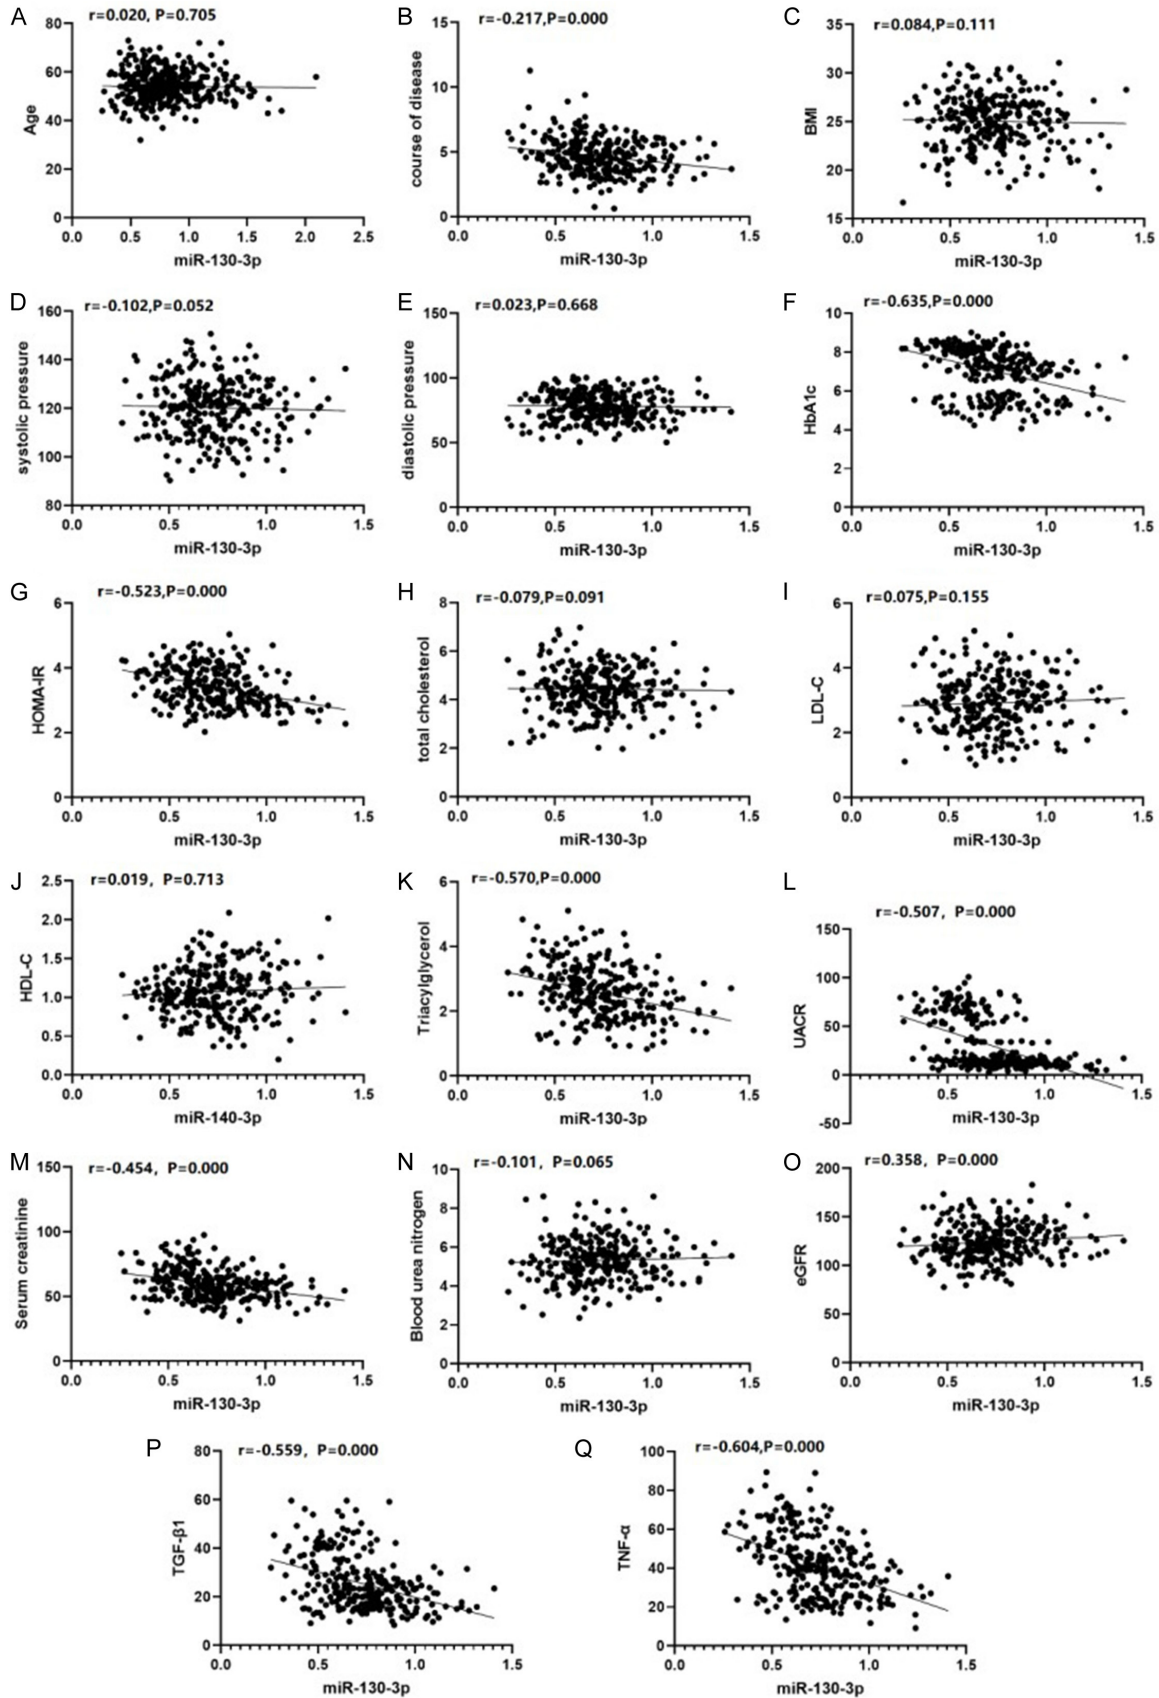 A
r=0.020, P=0.705
80
60
40
20
0
Age
0.0 0.5 1.0 1.5 2.0 2.5
miR-130-3p
B
r=-0.217,P=0.000
15
10
5
0
course of disease
0.0 0.5 1.0 1.5
miR-130-3p
C
r=0.084,P=0.111
35
30
25
20
15
BMI
0.0 0.5 1.0 1.5
miR-130-3p
D
r=-0.102,P=0.052
160
140
120
100
80
systolic pressure
0.0 0.5 1.0 1.5
miR-130-3p
E
r=0.023,P=0.668
150
100
50
0
diastolic pressure
0.0 0.5 1.0 1.5
miR-130-3p
F
r=-0.635,P=0.000
10
8
6
4
2
0
HbA1c
0.0 0.5 1.0 1.5
miR-130-3p
G
r=-0.523,P=0.000
6
4
2
0
HOMA-IR
0.0 0.5 1.0 1.5
miR-130-3p
H
r=-0.079,P=0.091
8
6
4
2
0
total cholesterol
0.0 0.5 1.0 1.5
miR-130-3p
I
r=0.075,P=0.155
6
4
2
0
LDL-C
0.0 0.5 1.0 1.5
miR-130-3p
J
r=0.019, P=0.713
2.5
2.0
1.5
1.0
0.5
0.0
HDL-C
0.0 0.5 1.0 1.5
miR-140-3p
K
r=-0.570,P=0.000
6
4
2
0
Triacylglycerol
0.0 0.5 1.0 1.5
miR-130-3p
L
r=-0.507, P=0.000
150
100
50
0
-50
UACR
0.5 1.0 1.5
miR-130-3p
M
r=-0.454, P=0.000
150
100
50
0
Serum creatinine
0.0 0.5 1.0 1.5
miR-130-3p
N
r=-0.101, P=0.065
10
8
6
4
2
0
Blood urea nitrogen
0.0 0.5 1.0 1.5
miR-130-3p
O
r=0.358, P=0.000
200
150
100
50
0
eGFR
0.0 0.5 1.0 1.5
miR-130-3p
P
r=-0.559, P=0.000
80
60
40
20
0
TGF-β1
0.0 0.5 1.0 1.5
miR-130-3p
Q
r=-0.604,P=0.000
100
80
60
40
20
0
TNF-α
0.0 0.5 1.0 1.5
miR-130-3p